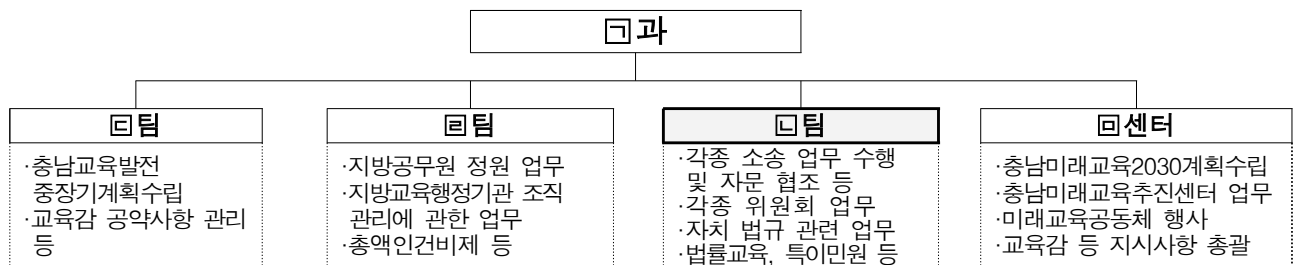 ㉠과
㉢팀
㉣팀
㉡팀
㉤센터
·충남교육발전
중장기계획수립
·교육감 공약사항 관리
등
·지방공무원 정원 업무
·지방교육행정기관 조직
관리에 관한 업무
·총액인건비제 등
·각종 소송 업무 수행
및 자문 협조 등
·각종 위원회 업무
·자치 법규 관련 업무
·법률교육, 특이민원 등
·충남미래교육2030계획수립
·충남미래교육추진센터 업무
·미래교육공동체 행사
·교육감 등 지시사항 총괄